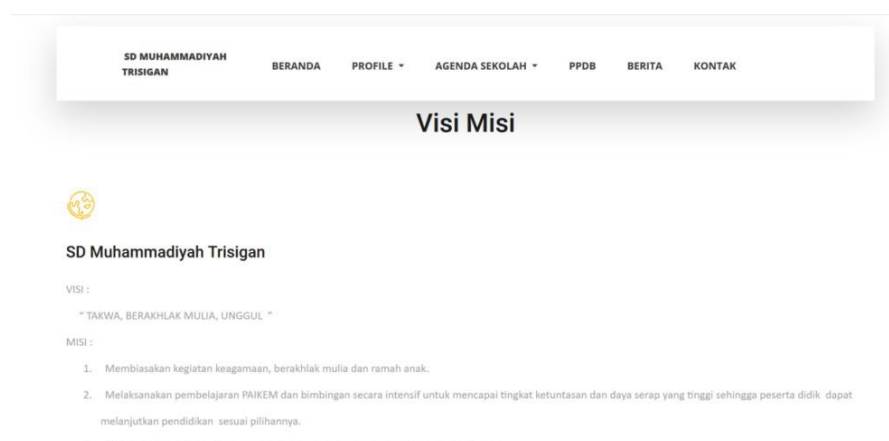 SD MUHAMMADIYAH
TRISIGAN
BERANDA PROFILE AGENDA SEKOLAH PPDB BERITA KONTAK
Visi Misi
SD Muhammadiyah Trisigan
VISI :
" TAKWA, BERAKHLAK MULIA, UNGGUL "
MISI :
1. Membiasakan kegiatan keagamaan, berakhlak mulia dan ramah anak.
2. Melaksanakan pembelajaran PAIKEM dan bimbingan secara intensif untuk mencapai tingkat ketuntasan dan daya serap yang tinggi sehingga peserta didik dapat
melanjutkan pendidikan sesuai pilihannya.